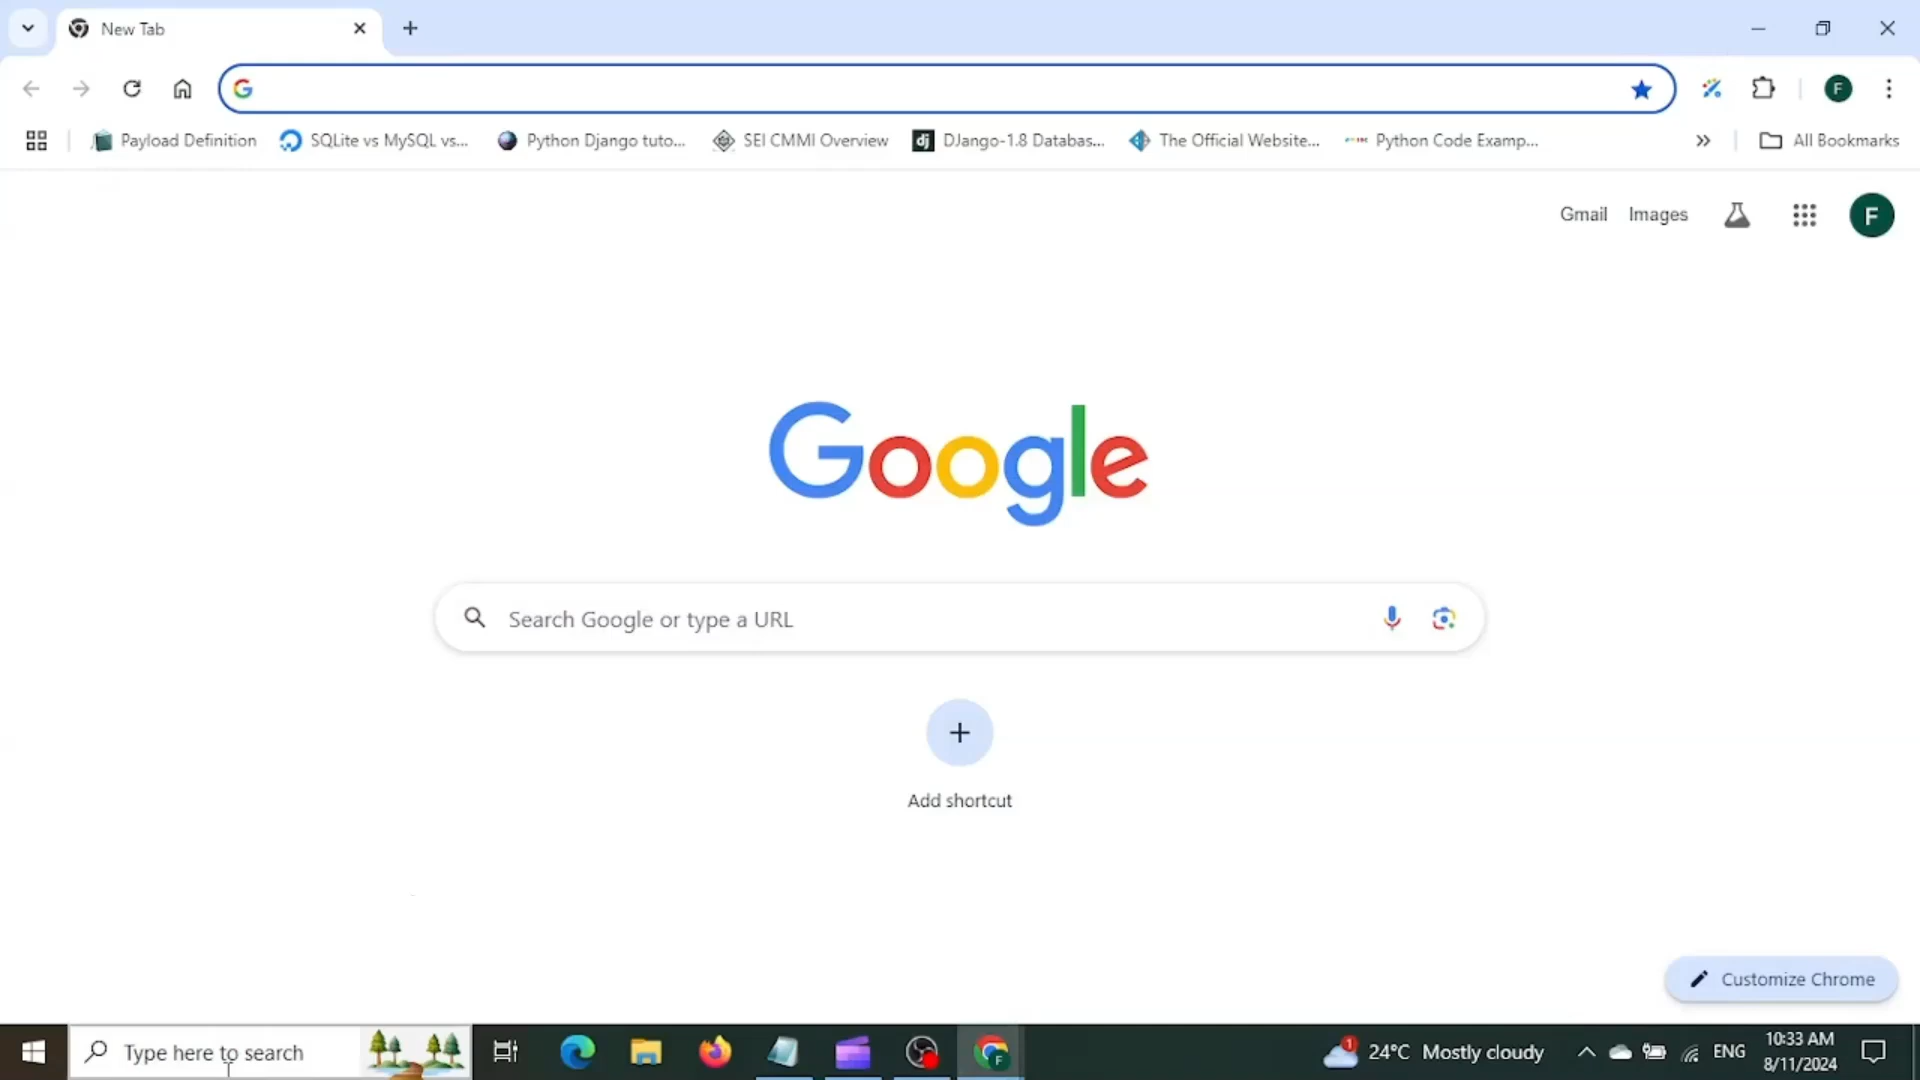 New Tab
Payload Definition
SQLite vs MySQL vs...
Python Django tuto...
SEI CMMI Overview
DJango-1.8 Databas...
The Official Website...
Python Code Examp...
All Bookmarks
Gmail
Images
F
Google
Search Google or type a URL
Add shortcut
Customize Chrome
Type here to search
24°C Mostly cloudy
ENG
10:33 AM
8/11/2024